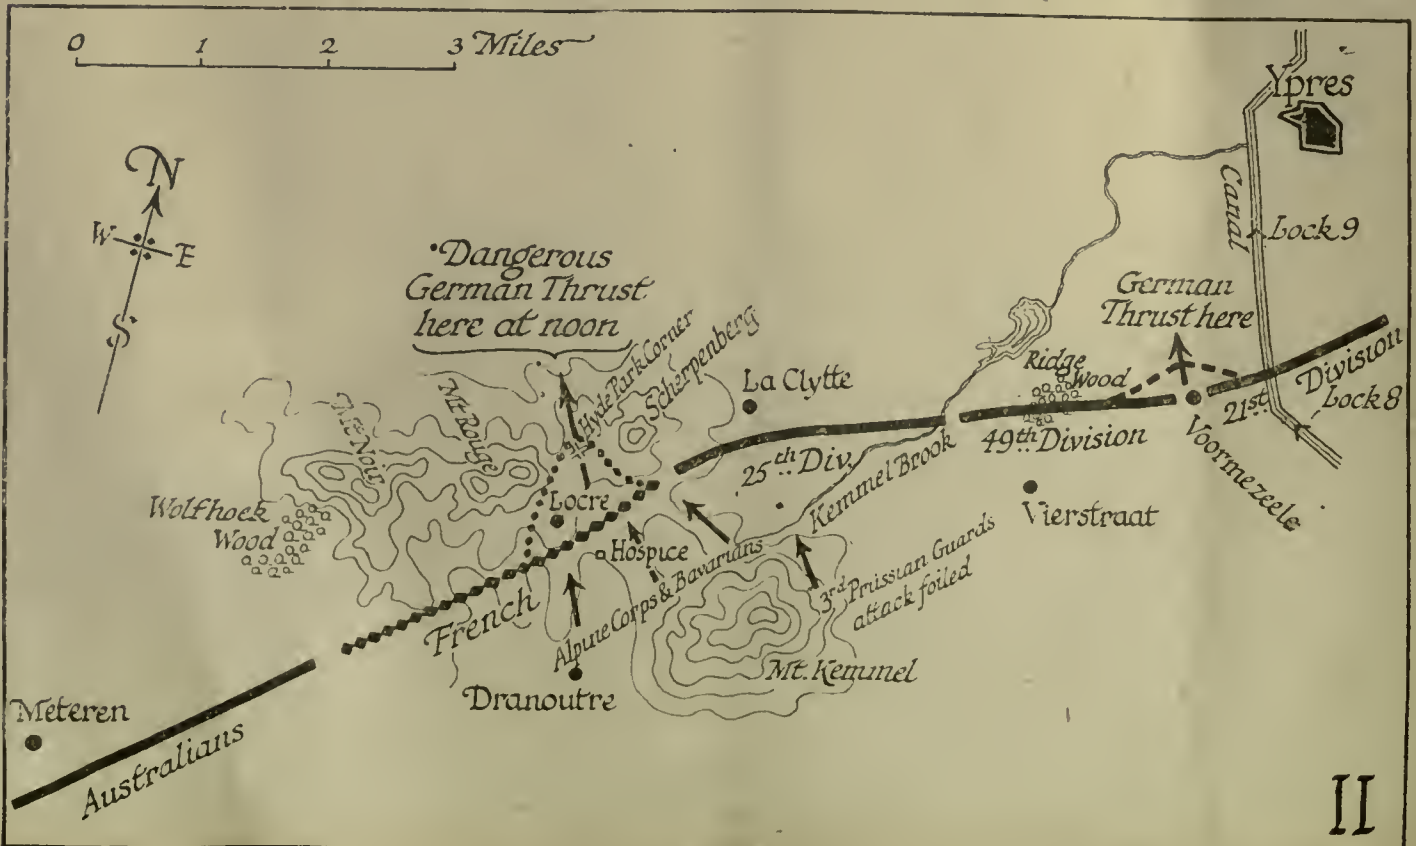 0 1 2 3 Miles
Ypres
N
W E
S
Canal
Lock 9
Dangerous
German Thrust
here at noon
German
Thrust here
Hyde Park Corner
Scherpenberg
Ridge
Wood
La Clytte
21st. Division
Lock 8
Mt. Noir
Mt Rouge
25th Div.
Kemmel Brook
49th Division
Voormezeele
Wolfhoek
Wood
Locre
Vierstraat
Hospice
French
Alpine Corps & Bavarians
3rd Prussian Guards
attack foiled
Mt. Kemmel
Dranoutre
Meteren
Australians
II